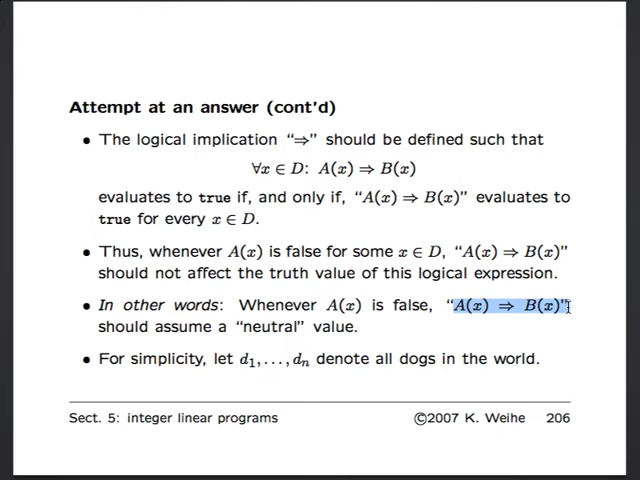 Attempt at an answer (cont'd)
• The logical implication "⇒" should be defined such that
∀x ∈ D: A(x) ⇒ B(x)
evaluates to true if, and only if, "A(x) ⇒ B(x)" evaluates to
true for every x ∈ D.
• Thus, whenever A(x) is false for some x ∈ D, "A(x) ⇒ B(x)"
should not affect the truth value of this logical expression.
• In other words: Whenever A(x) is false, "A(x) ⇒ B(x)"
should assume a "neutral" value.
• For simplicity, let d₁,...,dₙ denote all dogs in the world.
Sect. 5: integer linear programs ©2007 K. Weihe 206